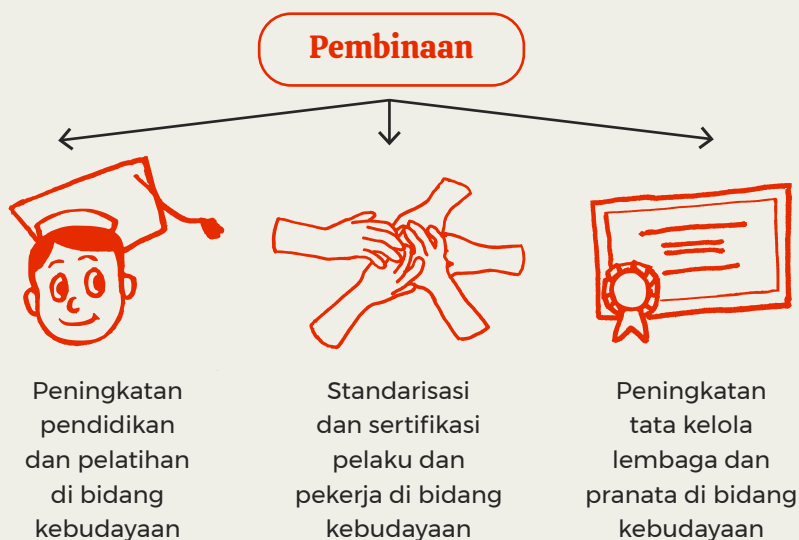 Pembinaan
Peningkatan
pendidikan
dan pelatihan
di bidang
kebudayaan
Standarisasi
dan sertifikasi
pelaku dan
pekerja di bidang
kebudayaan
Peningkatan
tata kelola
lembaga dan
pranata di bidang
kebudayaan